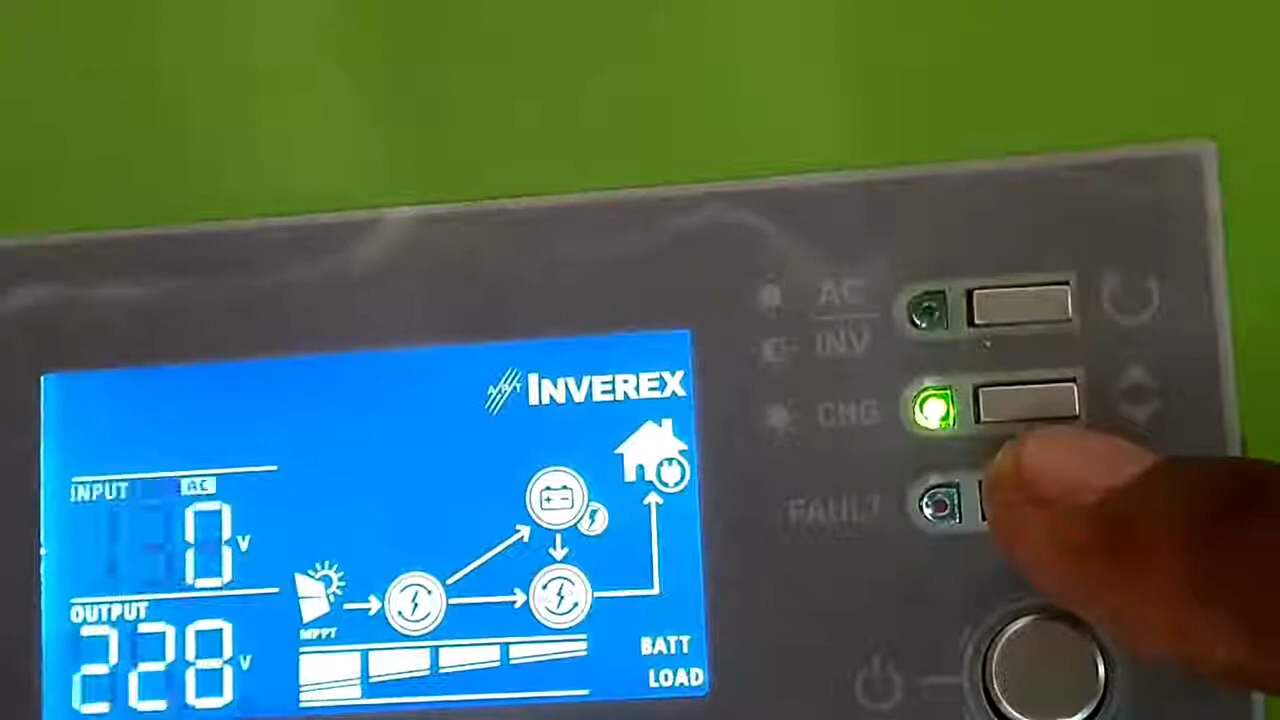 AC
INV
CHG
FAULT
INVEREX
INPUT AC
0 V
OUTPUT
228 V
MPPT
BATT
LOAD